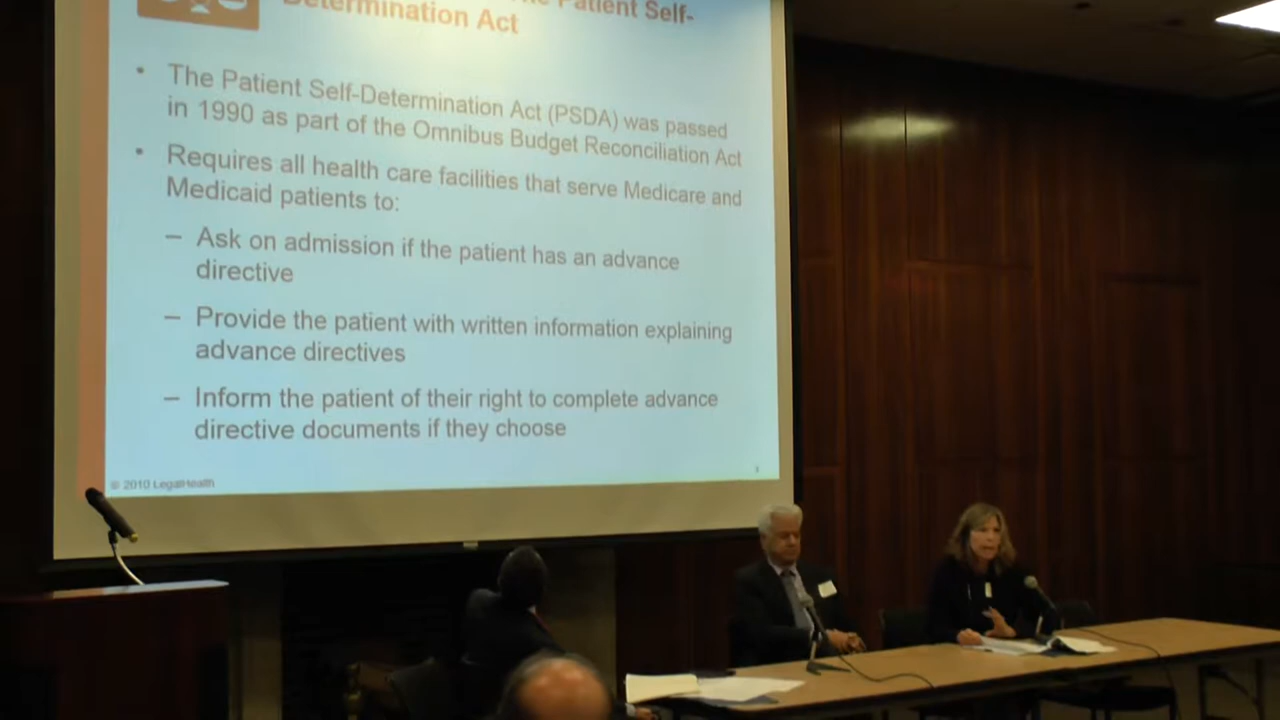 The Patient Self-
Determination Act
• The Patient Self-Determination Act (PSDA) was passed
in 1990 as part of the Omnibus Budget Reconciliation Act
• Requires all health care facilities that serve Medicare and
Medicaid patients to:
– Ask on admission if the patient has an advance
directive
– Provide the patient with written information explaining
advance directives
– Inform the patient of their right to complete advance
directive documents if they choose
© 2010 LegalHealth